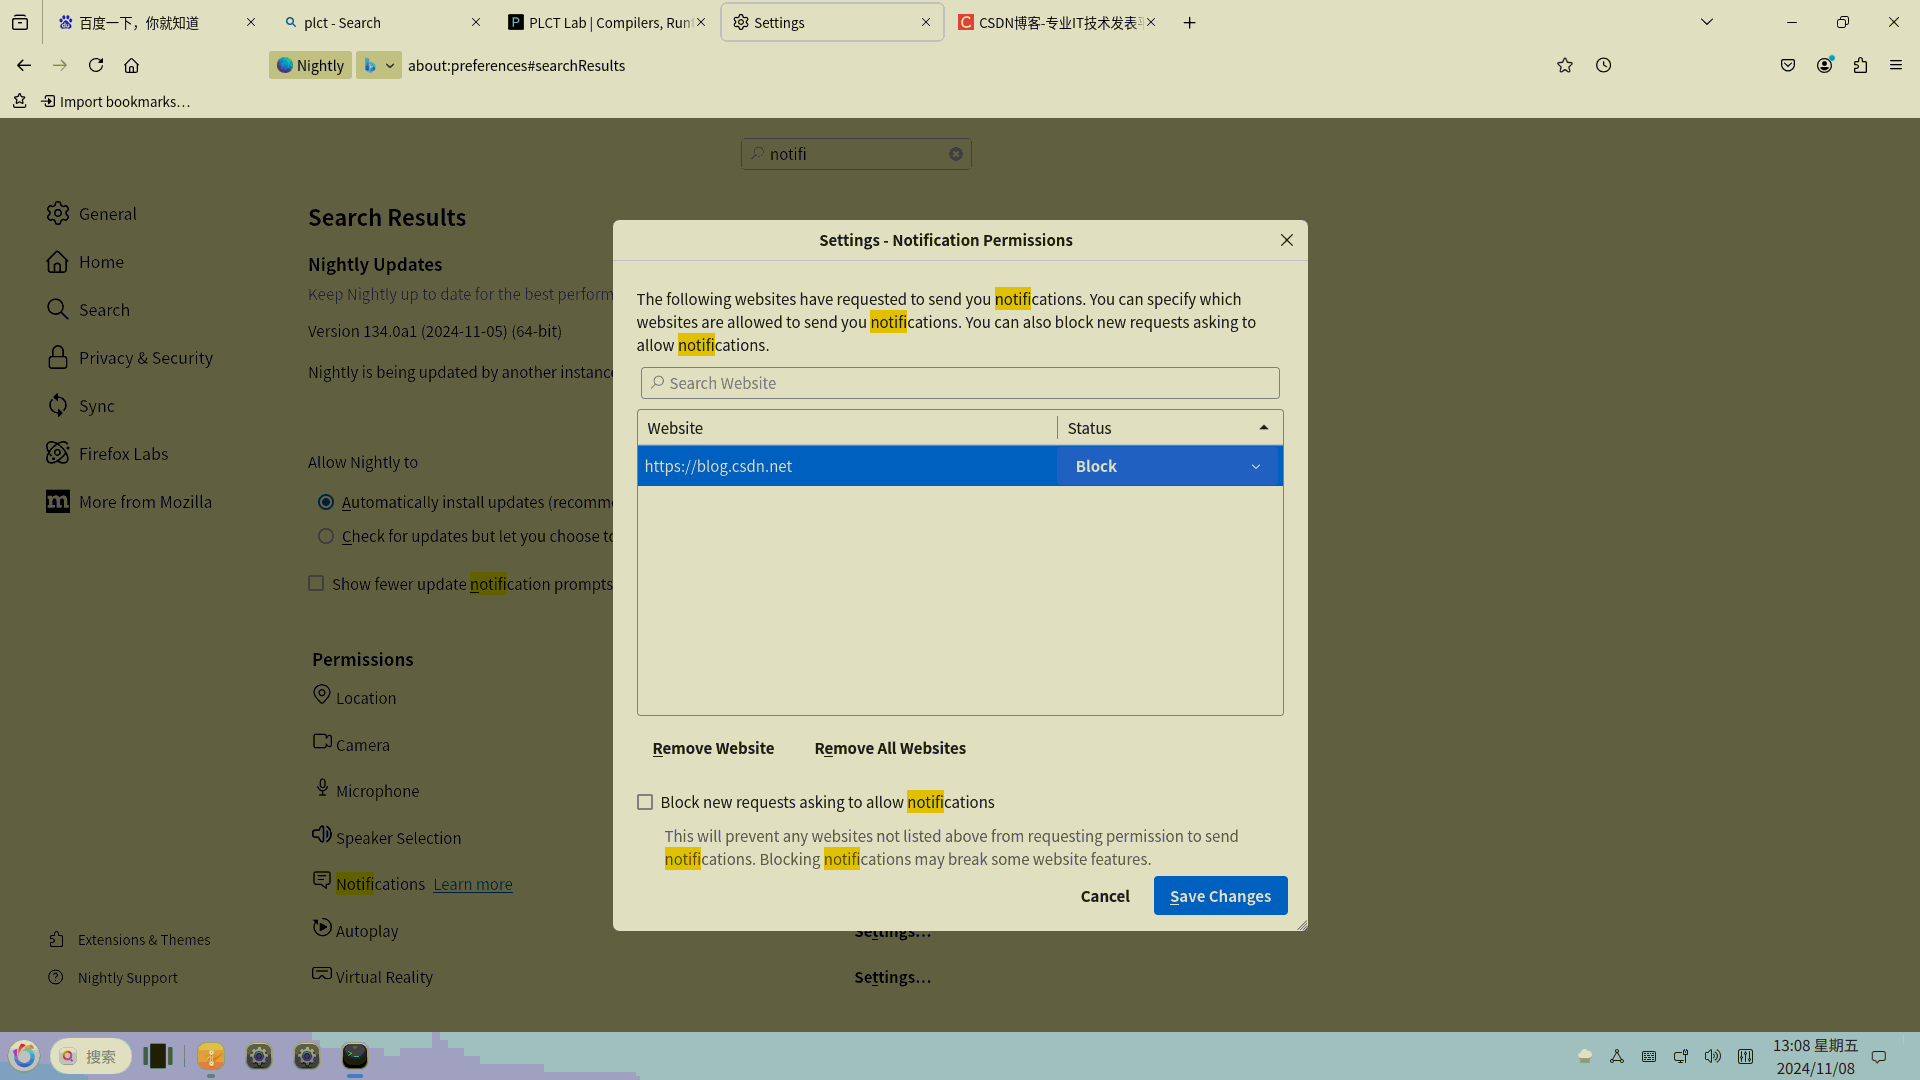 百度一下，你就知道
plct - Search
PLCT Lab | Compilers, Run
Settings
CSDN博客-专业IT技术发表
Nightly
about:preferences#searchResults
Import bookmarks…
notifi
General
Home
Search
Privacy & Security
Sync
Firefox Labs
More from Mozilla
Extensions & Themes
Nightly Support
Search Results
Nightly Updates
Keep Nightly up to date for the best perform
Version 134.0a1 (2024-11-05) (64-bit)
Nightly is being updated by another instance
Allow Nightly to
Automatically install updates (recomm
Check for updates but let you choose to
Show fewer update notification prompts
Permissions
Location
Camera
Microphone
Speaker Selection
Notifications Learn more
Autoplay
Settings…
Virtual Reality
Settings…
Settings - Notification Permissions
The following websites have requested to send you notifications. You can specify which
websites are allowed to send you notifications. You can also block new requests asking to
allow notifications.
Search Website
Website
Status
https://blog.csdn.net
Block
Remove Website
Remove All Websites
Block new requests asking to allow notifications
This will prevent any websites not listed above from requesting permission to send
notifications. Blocking notifications may break some website features.
Cancel
Save Changes
搜索
13:08 星期五
2024/11/08